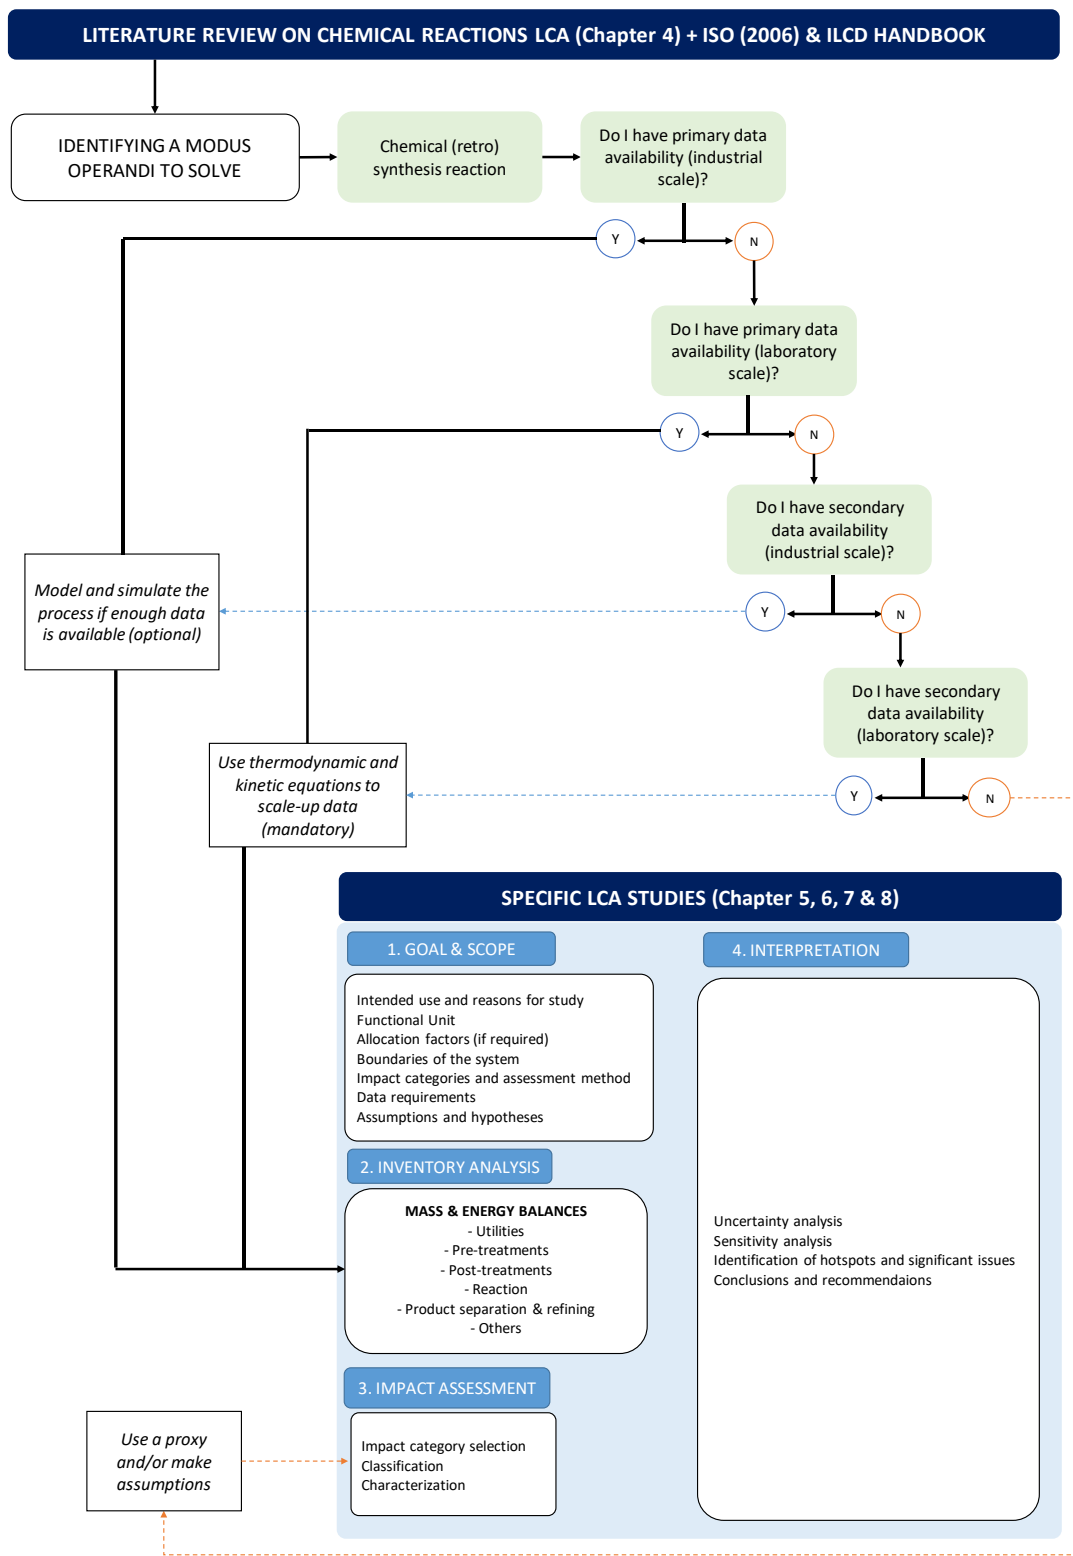 LITERATURE REVIEW ON CHEMICAL REACTIONS LCA (Chapter 4) + ISO (2006) & ILCD HANDBOOK
IDENTIFYING A MODUS
OPERANDI TO SOLVE
Chemical (retro)
synthesis reaction
Do I have primary data
availability (industrial
scale)?
Y
N
Do I have primary data
availability (laboratory
scale)?
Y
N
Do I have secondary
data availability
(industrial scale)?
Model and simulate the
process if enough data
is available (optional)
Y
N
Do I have secondary
data availability
(laboratory scale)?
Use thermodynamic and
kinetic equations to
scale-up data
(mandatory)
Y
N
SPECIFIC LCA STUDIES (Chapter 5, 6, 7 & 8)
1. GOAL & SCOPE
Intended use and reasons for study
Functional Unit
Allocation factors (if required)
Boundaries of the system
Impact categories and assessment method
Data requirements
Assumptions and hypotheses
2. INVENTORY ANALYSIS
MASS & ENERGY BALANCES
- Utilities
- Pre-treatments
- Post-treatments
- Reaction
- Product separation & refining
- Others
3. IMPACT ASSESSMENT
Impact category selection
Classification
Characterization
Use a proxy
and/or make
assumptions
4. INTERPRETATION
Uncertainty analysis
Sensitivity analysis
Identification of hotspots and significant issues
Conclusions and recommendaions